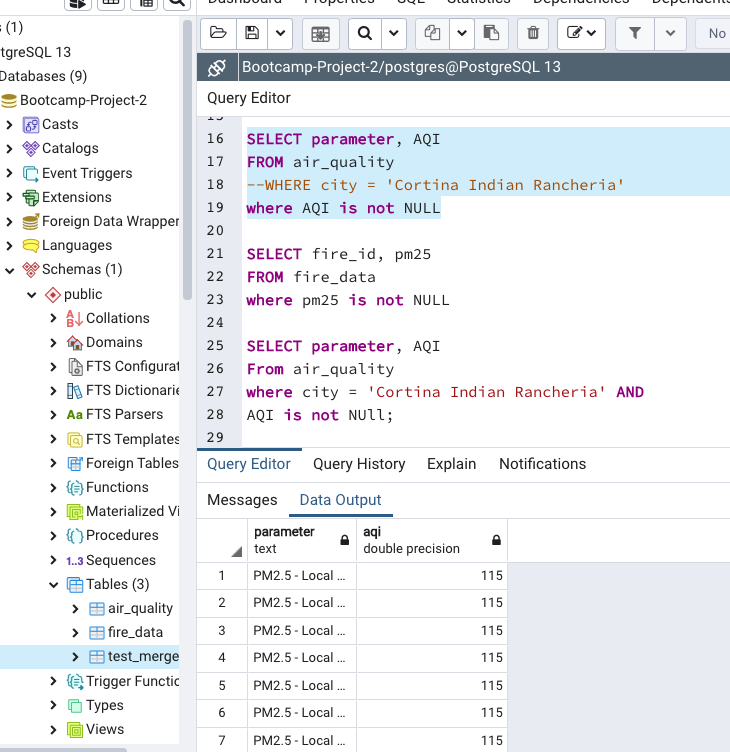 Dashboard Properties SQL Statistics Dependencies Dependents
s (1)
tgreSQL 13
Databases (9)
Bootcamp-Project-2
Casts
Catalogs
Event Triggers
Extensions
Foreign Data Wrapper
Languages
Schemas (1)
public
Collations
Domains
FTS Configurat
FTS Dictionarie
Aa FTS Parsers
FTS Templates
Foreign Tables
Functions
Materialized Vi
Procedures
1..3 Sequences
Tables (3)
air_quality
fire_data
test_merge
Trigger Functio
Types
Views
No
Bootcamp-Project-2/postgres@PostgreSQL 13
Query Editor
15
16 SELECT parameter, AQI
17 FROM air_quality
18 --WHERE city = 'Cortina Indian Rancheria'
19 where AQI is not NULL
20
21 SELECT fire_id, pm25
22 FROM fire_data
23 where pm25 is not NULL
24
25 SELECT parameter, AQI
26 From air_quality
27 where city = 'Cortina Indian Rancheria' AND
28 AQI is not NUll;
29
Query Editor Query History Explain Notifications
Messages Data Output
parameter aqi
text double precision
1 PM2.5 - Local ... 115
2 PM2.5 - Local ... 115
3 PM2.5 - Local ... 115
4 PM2.5 - Local ... 115
5 PM2.5 - Local ... 115
6 PM2.5 - Local ... 115
7 PM2.5 - Local ... 115